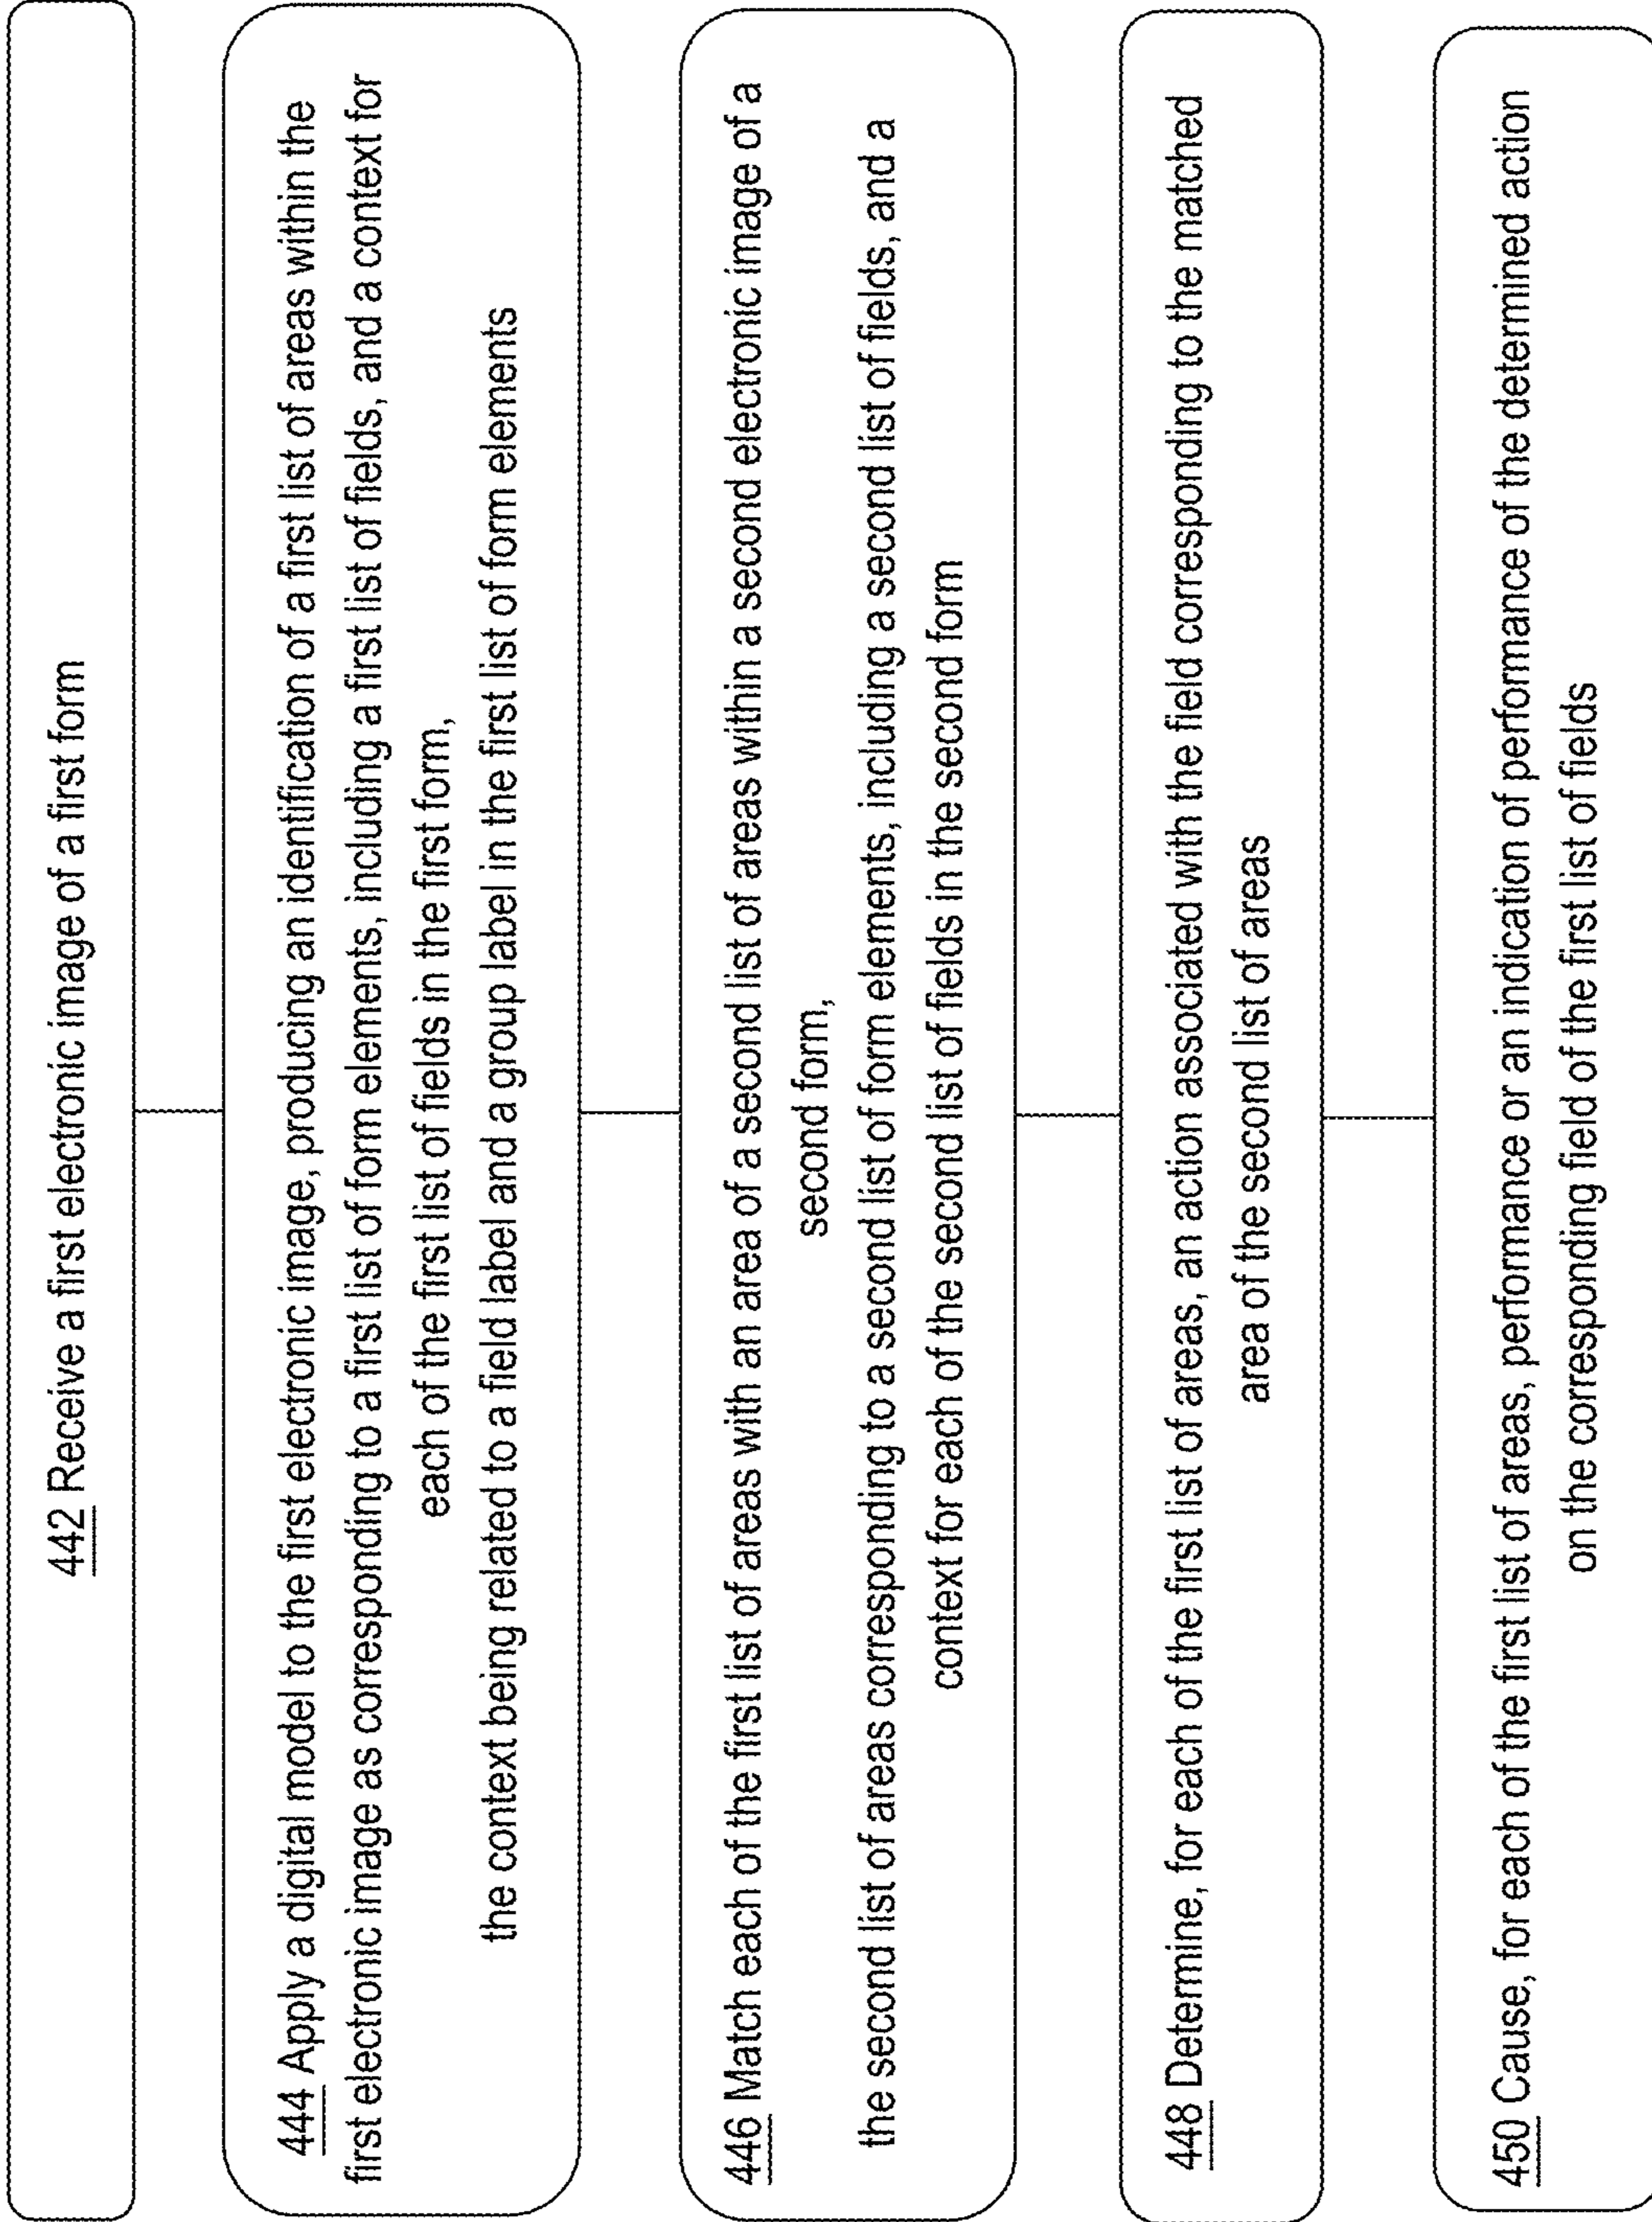 442 Receive a first electronic image of a first form
444 Apply a digital model to the first electronic image, producing an identification of a first list of areas within the
first electronic image as corresponding to a first list of form elements, including a first list of fields, and a context for
each of the first list of fields in the first form,
the context being related to a field label and a group label in the first list of form elements
446 Match each of the first list of areas with an area of a second list of areas within a second electronic image of a
second form,
the second list of areas corresponding to a second list of form elements, including a second list of fields, and a
context for each of the second list of fields in the second form
448 Determine, for each of the first list of areas, an action associated with the field corresponding to the matched
area of the second list of areas
450 Cause, for each of the first list of areas, performance or an indication of performance of the determined action
on the corresponding field of the first list of fields